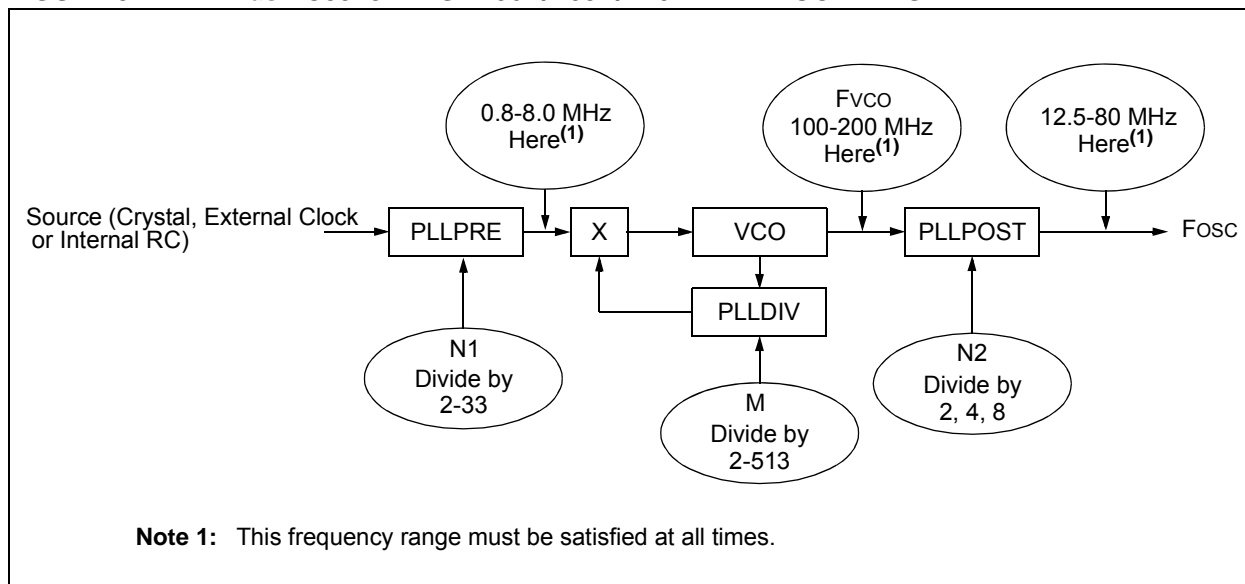 0.8-8.0 MHz
Here(1)
FVCO
100-200 MHz
Here(1)
12.5-80 MHz
Here(1)
Source (Crystal, External Clock
or Internal RC)
PLLPRE
X
VCO
PLLPOST
FOSC
PLLDIV
N1
Divide by
2-33
M
Divide by
2-513
N2
Divide by
2, 4, 8
Note 1: This frequency range must be satisfied at all times.